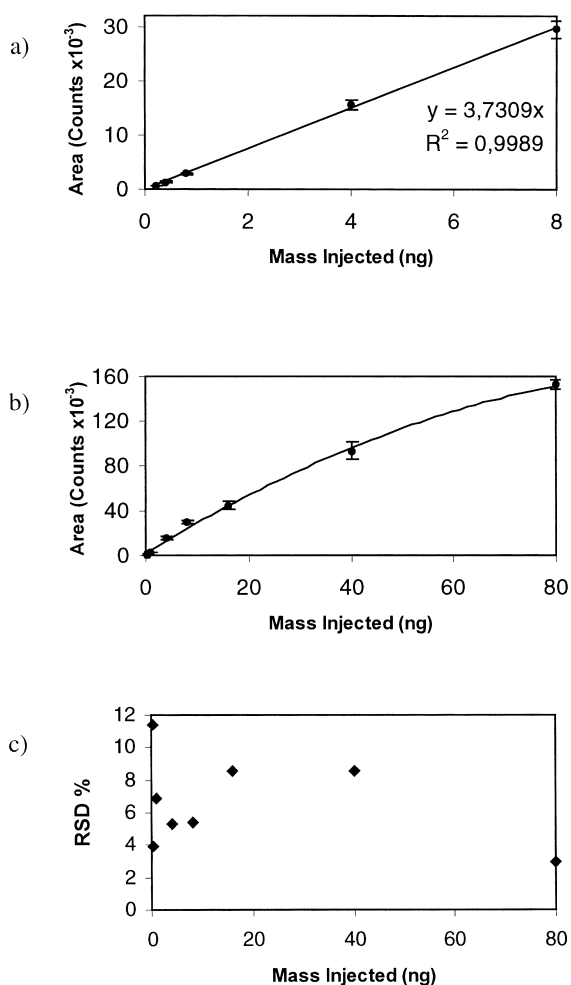 a)
Area (Counts x10⁻³)
30
20
10
0
y = 3,7309x
R² = 0,9989
0 2 4 6 8
Mass Injected (ng)
b)
Area (Counts x10⁻³)
160
120
80
40
0
0 20 40 60 80
Mass Injected (ng)
c)
RSD %
12
10
8
6
4
2
0
0 20 40 60 80
Mass Injected (ng)